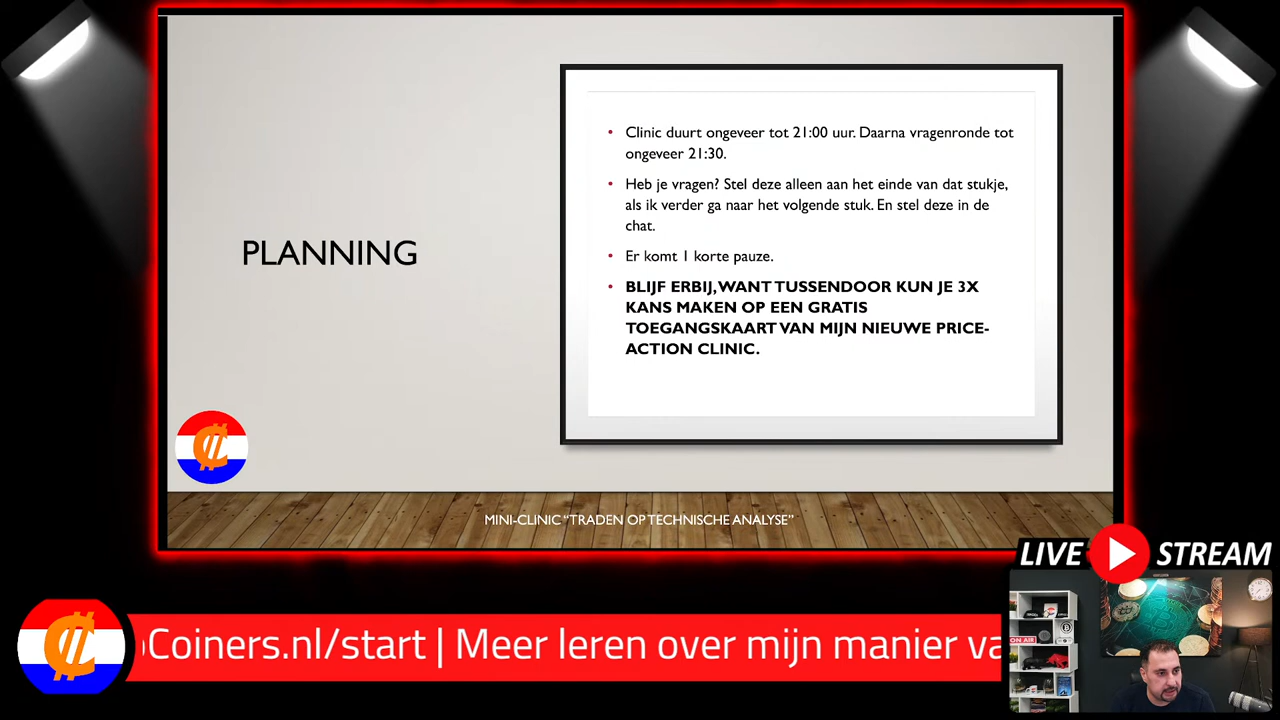 PLANNING
• Clinic duurt ongeveer tot 21:00 uur. Daarna vragenronde tot
ongeveer 21:30.
• Heb je vragen? Stel deze alleen aan het einde van dat stukje,
als ik verder ga naar het volgende stuk. En stel deze in de
chat.
• Er komt 1 korte pauze.
• BLIJF ERBIJ, WANT TUSSENDOOR KUN JE 3X
KANS MAKEN OP EEN GRATIS
TOEGANGSKAART VAN MIJN NIEUWE PRICE-
ACTION CLINIC.
MINI-CLINIC “TRADEN OP TECHNISCHE ANALYSE”
LIVE STREAM
Coiners.nl/start | Meer leren over mijn manier va
ON AIR